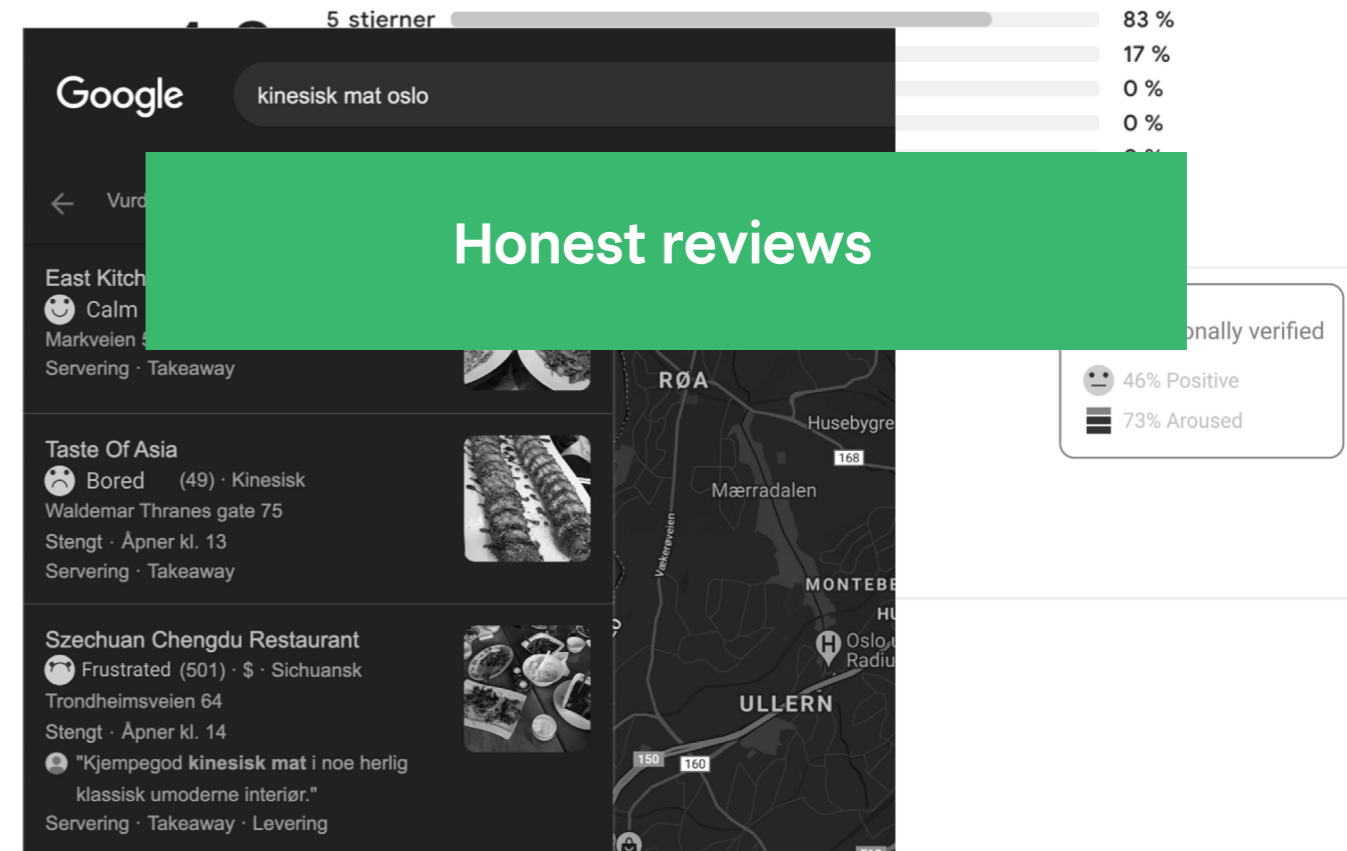 5 stjerner 83 %
17 %
0 %
0 %
Google kinesisk mat oslo
Honest reviews
East Kitch
Calm
Markveien
Servering · Takeaway
onally verified
46% Positive
73% Aroused
Taste Of Asia
Bored (49) · Kinesisk
Waldemar Thranes gate 75
Stengt · Åpner kl. 13
Servering · Takeaway
Szechuan Chengdu Restaurant
Frustrated (501) · $ · Sichuansk
Trondheimsveien 64
Stengt · Åpner kl. 14
"Kjempegod kinesisk mat i noe herlig
klassisk umoderne interiør."
Servering · Takeaway · Levering
RØA
Husebygre
168
Mærradalen
Vækerøveien
MONTEBE
H
Oslo
Radiu
ULLERN
150 160